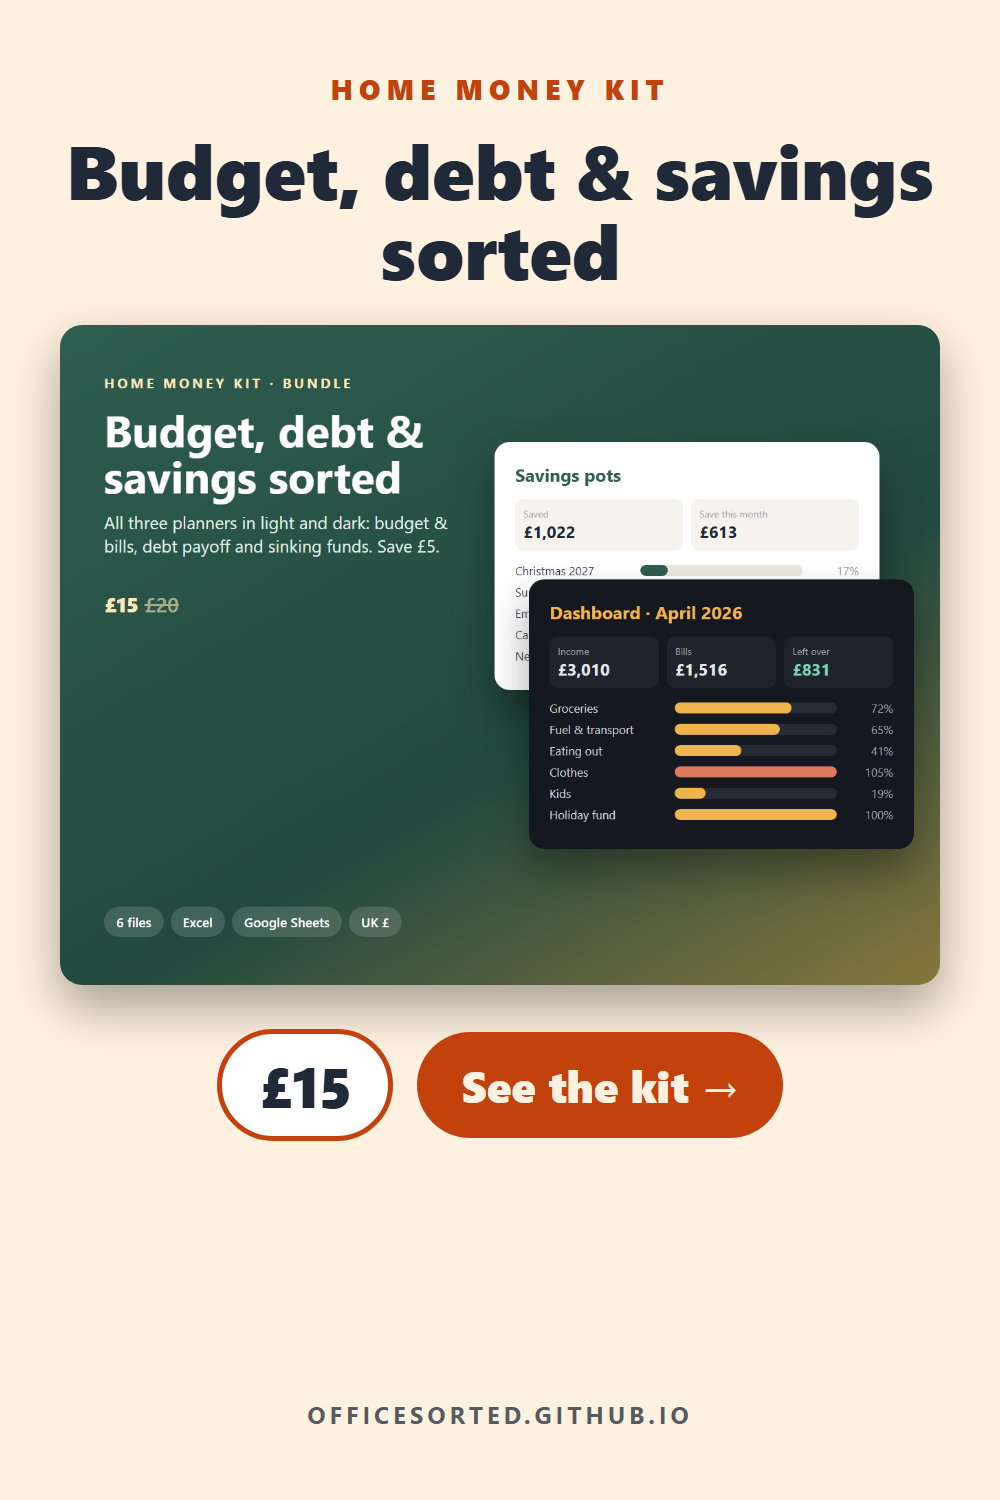 HOME MONEY KIT
Budget, debt & savings
sorted
HOME MONEY KIT · BUNDLE
Budget, debt &
savings sorted
All three planners in light and dark: budget &
bills, debt payoff and sinking funds. Save £5.
£15 £20
6 files
Excel
Google Sheets
UK £
Savings pots
Saved
£1,022
Save this month
£613
Christmas 2027 17%
Su
Em
Ca
Ne
Dashboard · April 2026
Income
£3,010
Bills
£1,516
Left over
£831
Groceries 72%
Fuel & transport 65%
Eating out 41%
Clothes 105%
Kids 19%
Holiday fund 100%
£15
See the kit →
OFFICESORTED.GITHUB.IO